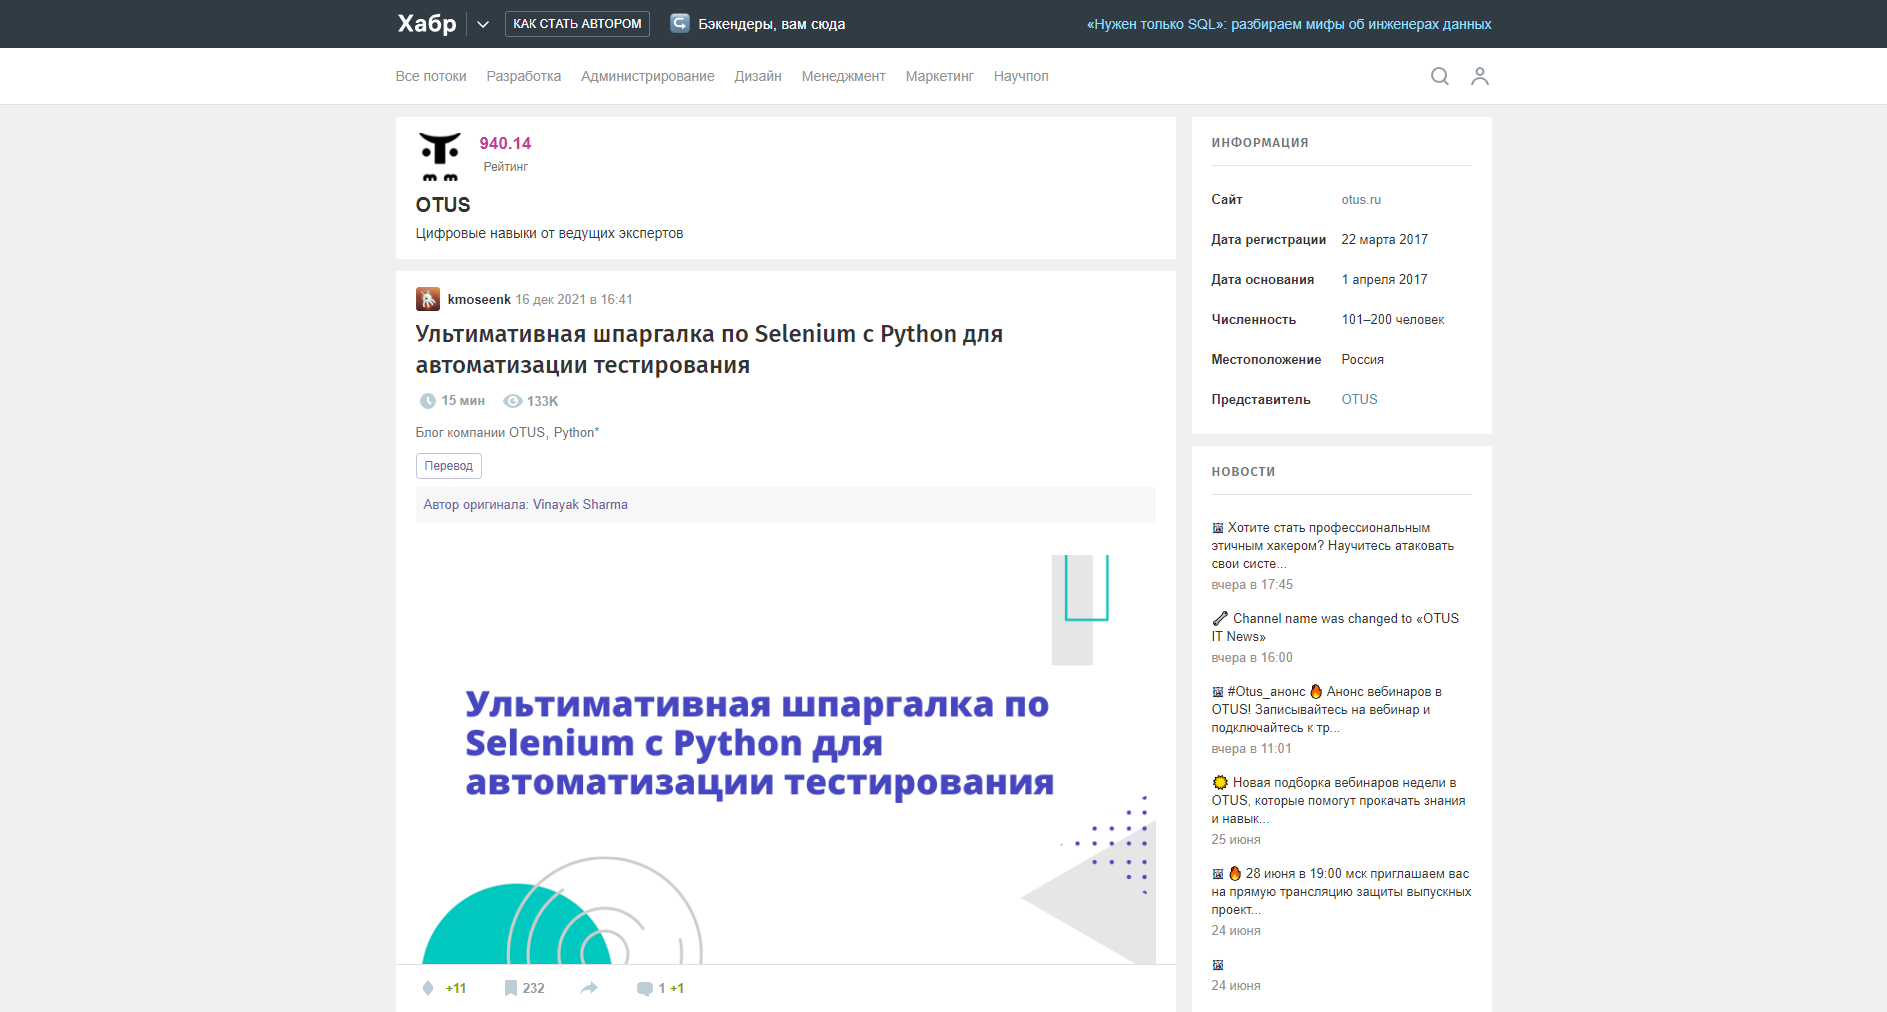 Хабр
КАК СТАТЬ АВТОРОМ
Бэкендеры, вам сюда
«Нужен только SQL»: разбираем мифы об инженерах данных
Все потоки Разработка Администрирование Дизайн Менеджмент Маркетинг Научпоп
940.14
Рейтинг
OTUS
Цифровые навыки от ведущих экспертов
kmoseenk 16 дек 2021 в 16:41
Ультимативная шпаргалка по Selenium с Python для
автоматизации тестирования
15 мин 133K
Блог компании OTUS, Python*
Перевод
Автор оригинала: Vinayak Sharma
Ультимативная шпаргалка по
Selenium с Python для
автоматизации тестирования
+11 232 1 +1
ИНФОРМАЦИЯ
Сайт otus.ru
Дата регистрации 22 марта 2017
Дата основания 1 апреля 2017
Численность 101–200 человек
Местоположение Россия
Представитель OTUS
НОВОСТИ
Хотите стать профессиональным
этичным хакером? Научитесь атаковать
свои систе...
вчера в 17:45
Channel name was changed to «OTUS
IT News»
вчера в 16:00
#Otus_анонс 🔥 Анонс вебинаров в
OTUS! Записывайтесь на вебинар и
подключайтесь к тр...
вчера в 11:01
Новая подборка вебинаров недели в
OTUS, которые помогут прокачать знания
и навык...
25 июня
🔥 28 июня в 19:00 мск приглашаем вас
на прямую трансляцию защиты выпускных
проект...
24 июня
24 июня